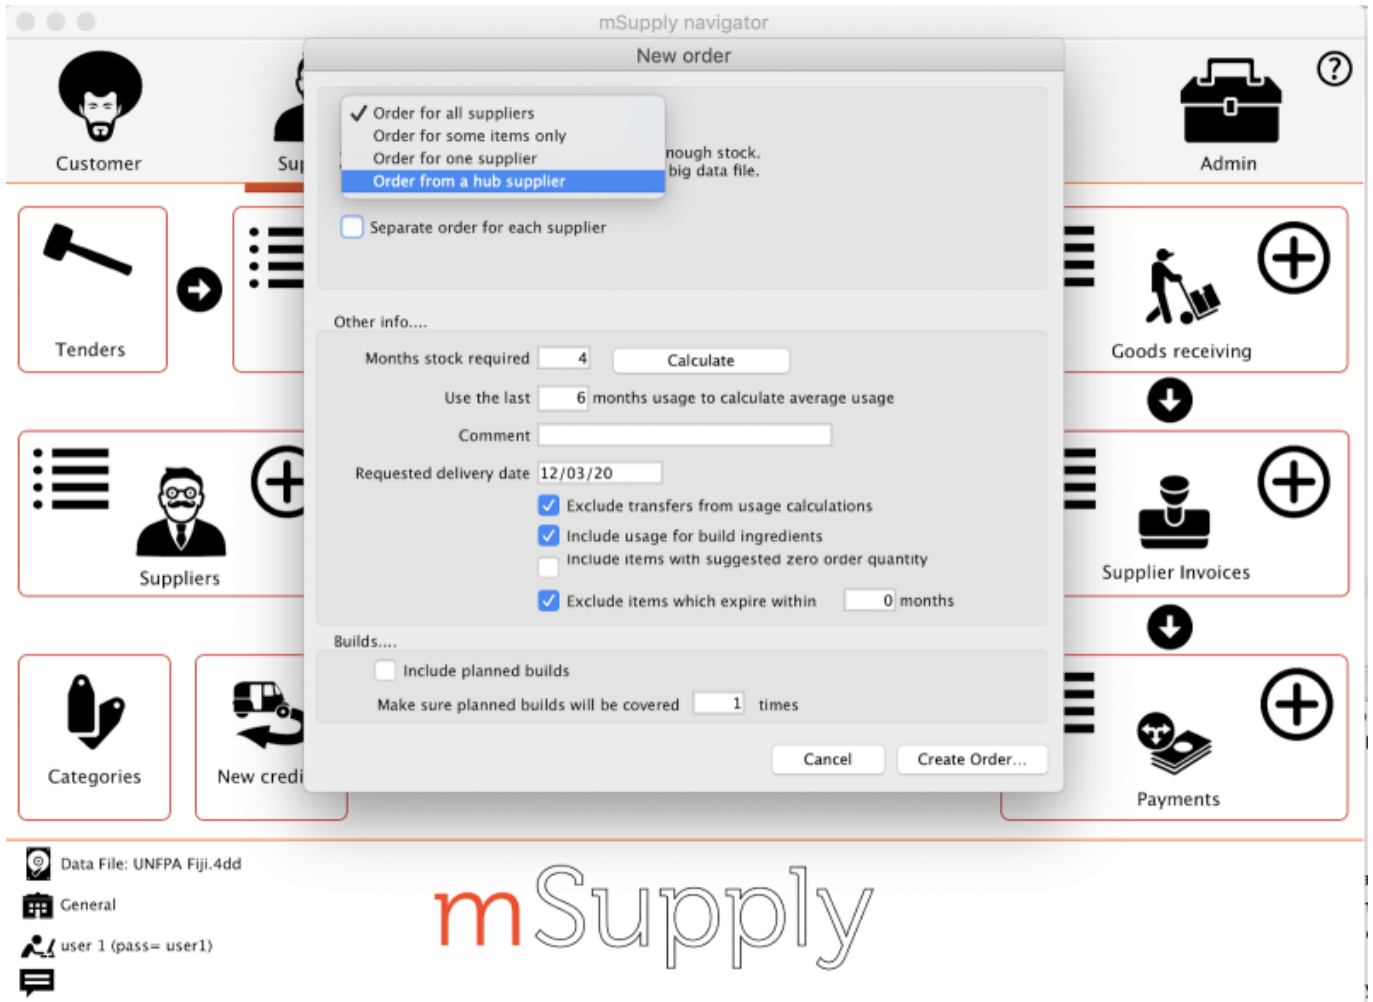 mSupply navigator
New order
Customer
Sup
Admin
?
Order for all suppliers
Order for some items only
Order for one supplier
Order from a hub supplier
nough stock.
big data file.
Separate order for each supplier
Tenders
Goods receiving
Other info....
Months stock required 4 Calculate
Use the last 6 months usage to calculate average usage
Comment
Requested delivery date 12/03/20
Exclude transfers from usage calculations
Include usage for build ingredients
Include items with suggested zero order quantity
Exclude items which expire within 0 months
Suppliers
Supplier Invoices
Builds....
Include planned builds
Make sure planned builds will be covered 1 times
Cancel Create Order...
Categories
New credi
Payments
Data File: UNFPA Fiji.4dd
General
user 1 (pass= user1)
mSupply